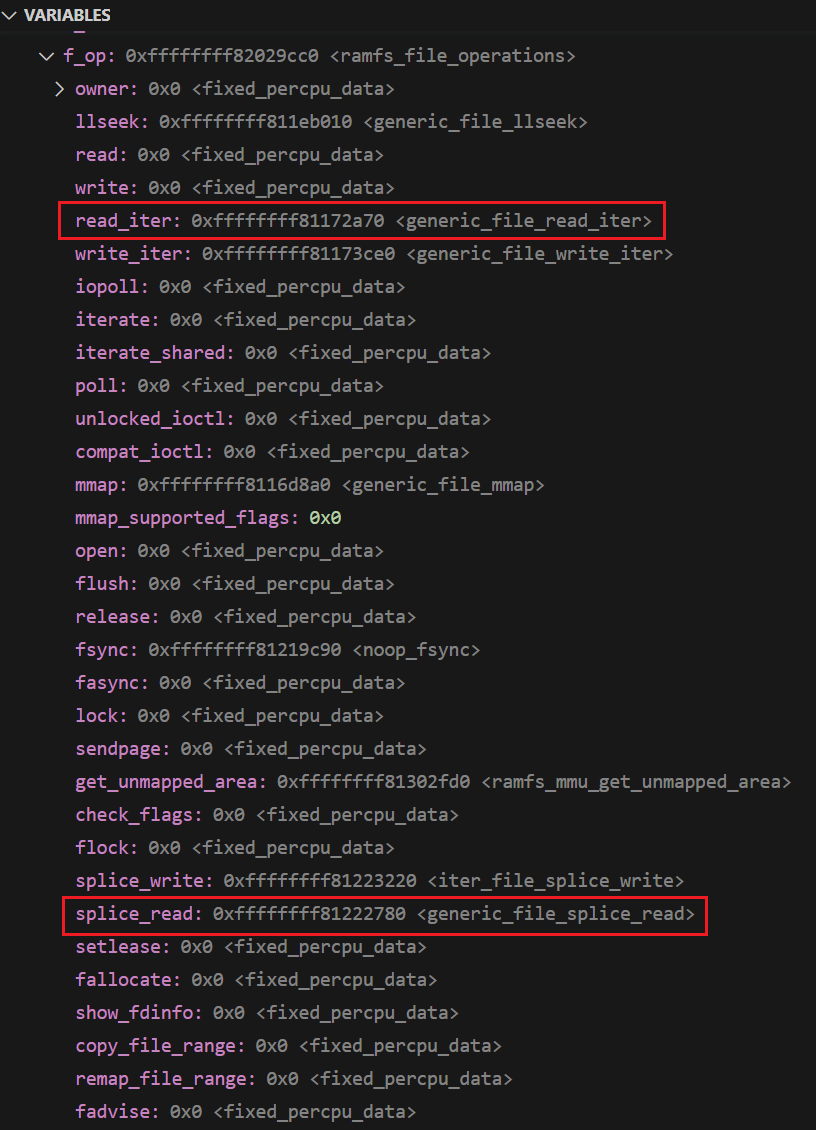 VARIABLES
f_op: 0xffffffff82029cc0 <ramfs_file_operations>
owner: 0x0 <fixed_percpu_data>
llseek: 0xffffffff811eb010 <generic_file_llseek>
read: 0x0 <fixed_percpu_data>
write: 0x0 <fixed_percpu_data>
read_iter: 0xffffffff81172a70 <generic_file_read_iter>
write_iter: 0xffffffff81173ce0 <generic_file_write_iter>
iopoll: 0x0 <fixed_percpu_data>
iterate: 0x0 <fixed_percpu_data>
iterate_shared: 0x0 <fixed_percpu_data>
poll: 0x0 <fixed_percpu_data>
unlocked_ioctl: 0x0 <fixed_percpu_data>
compat_ioctl: 0x0 <fixed_percpu_data>
mmap: 0xffffffff8116d8a0 <generic_file_mmap>
mmap_supported_flags: 0x0
open: 0x0 <fixed_percpu_data>
flush: 0x0 <fixed_percpu_data>
release: 0x0 <fixed_percpu_data>
fsync: 0xffffffff81219c90 <noop_fsync>
fasync: 0x0 <fixed_percpu_data>
lock: 0x0 <fixed_percpu_data>
sendpage: 0x0 <fixed_percpu_data>
get_unmapped_area: 0xffffffff81302fd0 <ramfs_mmu_get_unmapped_area>
check_flags: 0x0 <fixed_percpu_data>
flock: 0x0 <fixed_percpu_data>
splice_write: 0xffffffff81223220 <iter_file_splice_write>
splice_read: 0xffffffff81222780 <generic_file_splice_read>
setlease: 0x0 <fixed_percpu_data>
fallocate: 0x0 <fixed_percpu_data>
show_fdinfo: 0x0 <fixed_percpu_data>
copy_file_range: 0x0 <fixed_percpu_data>
remap_file_range: 0x0 <fixed_percpu_data>
fadvise: 0x0 <fixed_percpu_data>